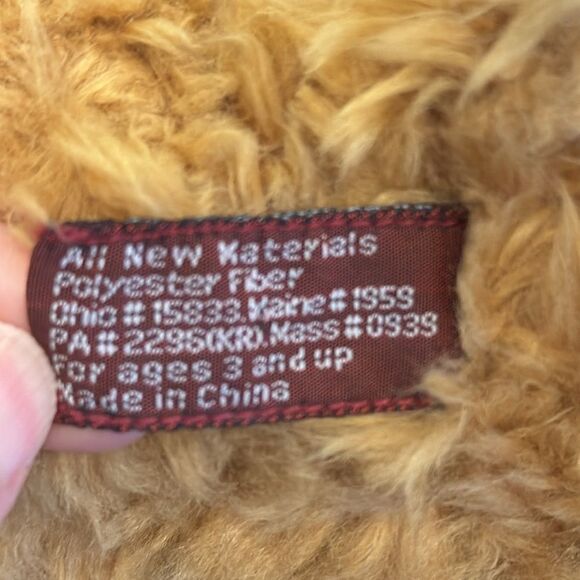 All New Materials
Polyester Fiber
Ohio # 15833. Maine # 1959
PA # 2296(KR). Mass # 0939
For ages 3 and up
Made in China